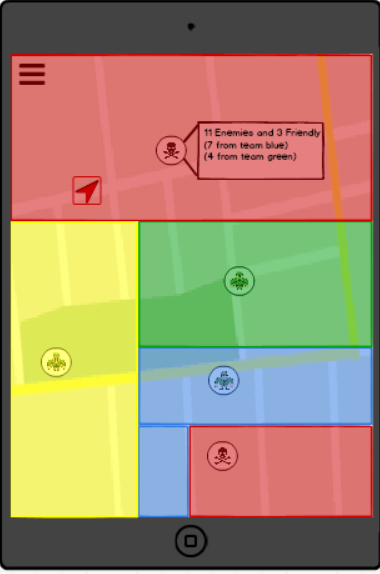 11 Enemies and 3 Friendly
(7 from team blue)
(4 from team green)